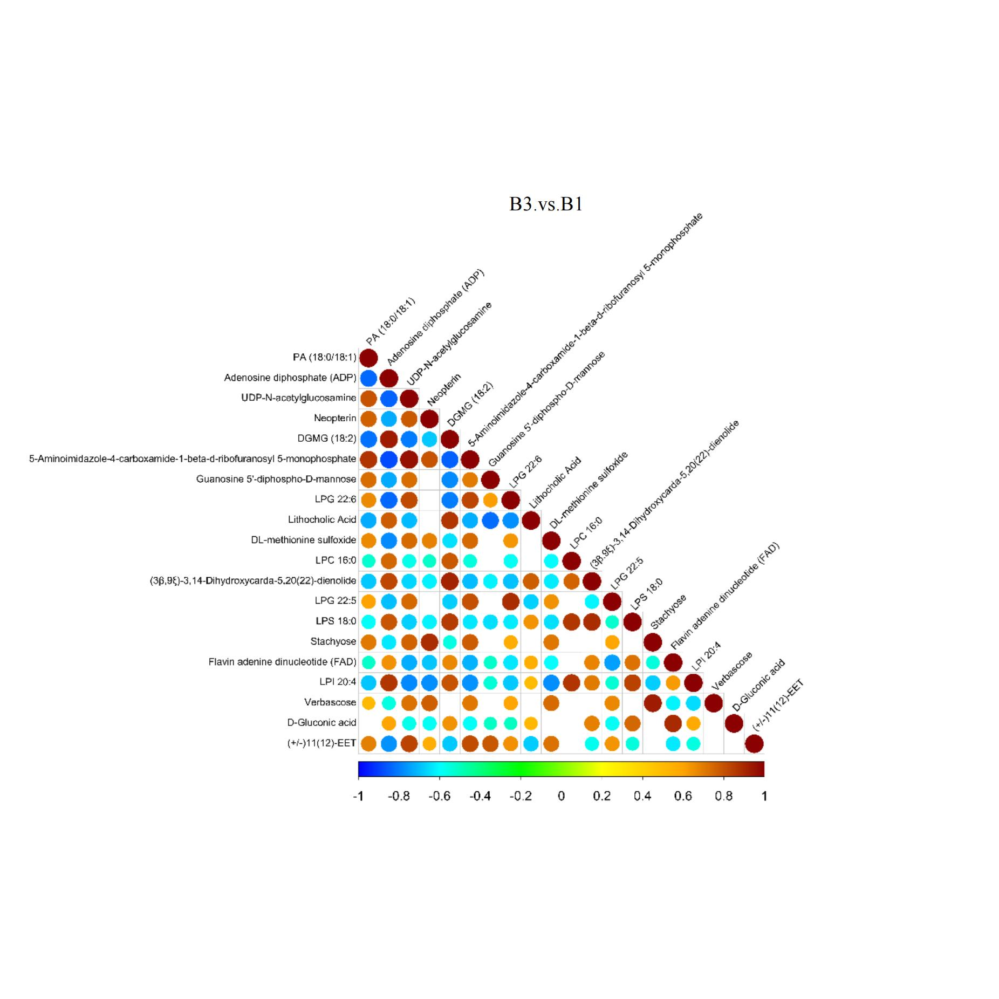 B3.vs.B1
PA (18:0/18:1)
Adenosine diphosphate (ADP)
UDP-N-acetylglucosamine
Neopterin
DGMG (18:2)
5-Aminoimidazole-4-carboxamide-1-beta-d-ribofuranosyl 5-monophosphate
Guanosine 5'-diphospho-D-mannose
LPG 22:6
Lithocholic Acid
DL-methionine sulfoxide
LPC 16:0
(3β,9ξ)-3,14-Dihydroxycarda-5,20(22)-dienolide
LPG 22:5
LPS 18:0
Stachyose
Flavin adenine dinucleotide (FAD)
LPI 20:4
Verbascose
D-Gluconic acid
(+/-)11(12)-EET
PA (18:0/18:1)
Adenosine diphosphate (ADP)
UDP-N-acetylglucosamine
Neopterin
DGMG (18:2)
5-Aminoimidazole-4-carboxamide-1-beta-d-ribofuranosyl 5-monophosphate
Guanosine 5'-diphospho-D-mannose
LPG 22:6
Lithocholic Acid
DL-methionine sulfoxide
LPC 16:0
(3β,9ξ)-3,14-Dihydroxycarda-5,20(22)-dienolide
LPG 22:5
LPS 18:0
Stachyose
Flavin adenine dinucleotide (FAD)
LPI 20:4
Verbascose
D-Gluconic acid
(+/-)11(12)-EET
-1 -0.8 -0.6 -0.4 -0.2 0 0.2 0.4 0.6 0.8 1